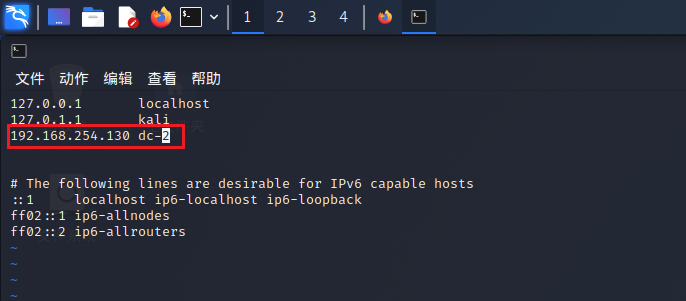 1 2 3 4
文件 动作 编辑 查看 帮助
127.0.0.1 localhost
127.0.1.1 kali
192.168.254.130 dc-2
# The following lines are desirable for IPv6 capable hosts
::1 localhost ip6-localhost ip6-loopback
ff02::1 ip6-allnodes
ff02::2 ip6-allrouters
~
~
~
~